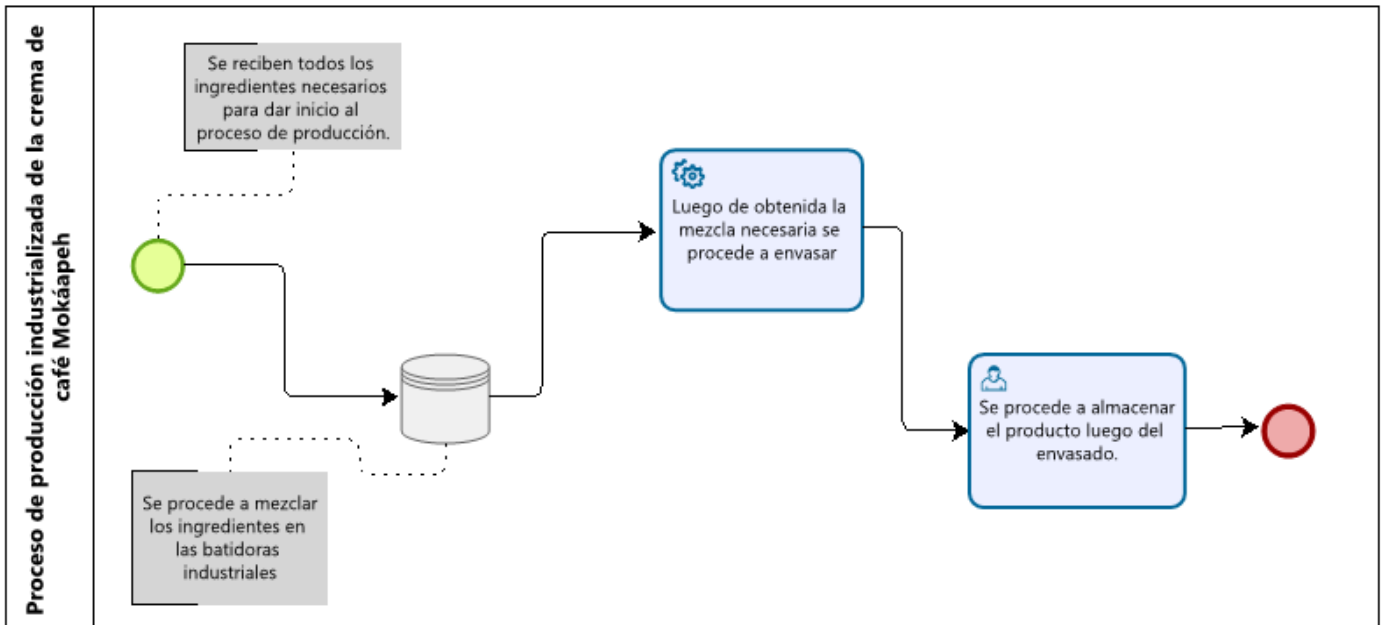 Proceso de producción industrializada de la crema de
café Mokáapeh
Se reciben todos los
ingredientes necesarios
para dar inicio al
proceso de producción.
Luego de obtenida la
mezcla necesaria se
procede a envasar
Se procede a almacenar
el producto luego del
envasado.
Se procede a mezclar
los ingredientes en
las batidoras
industriales